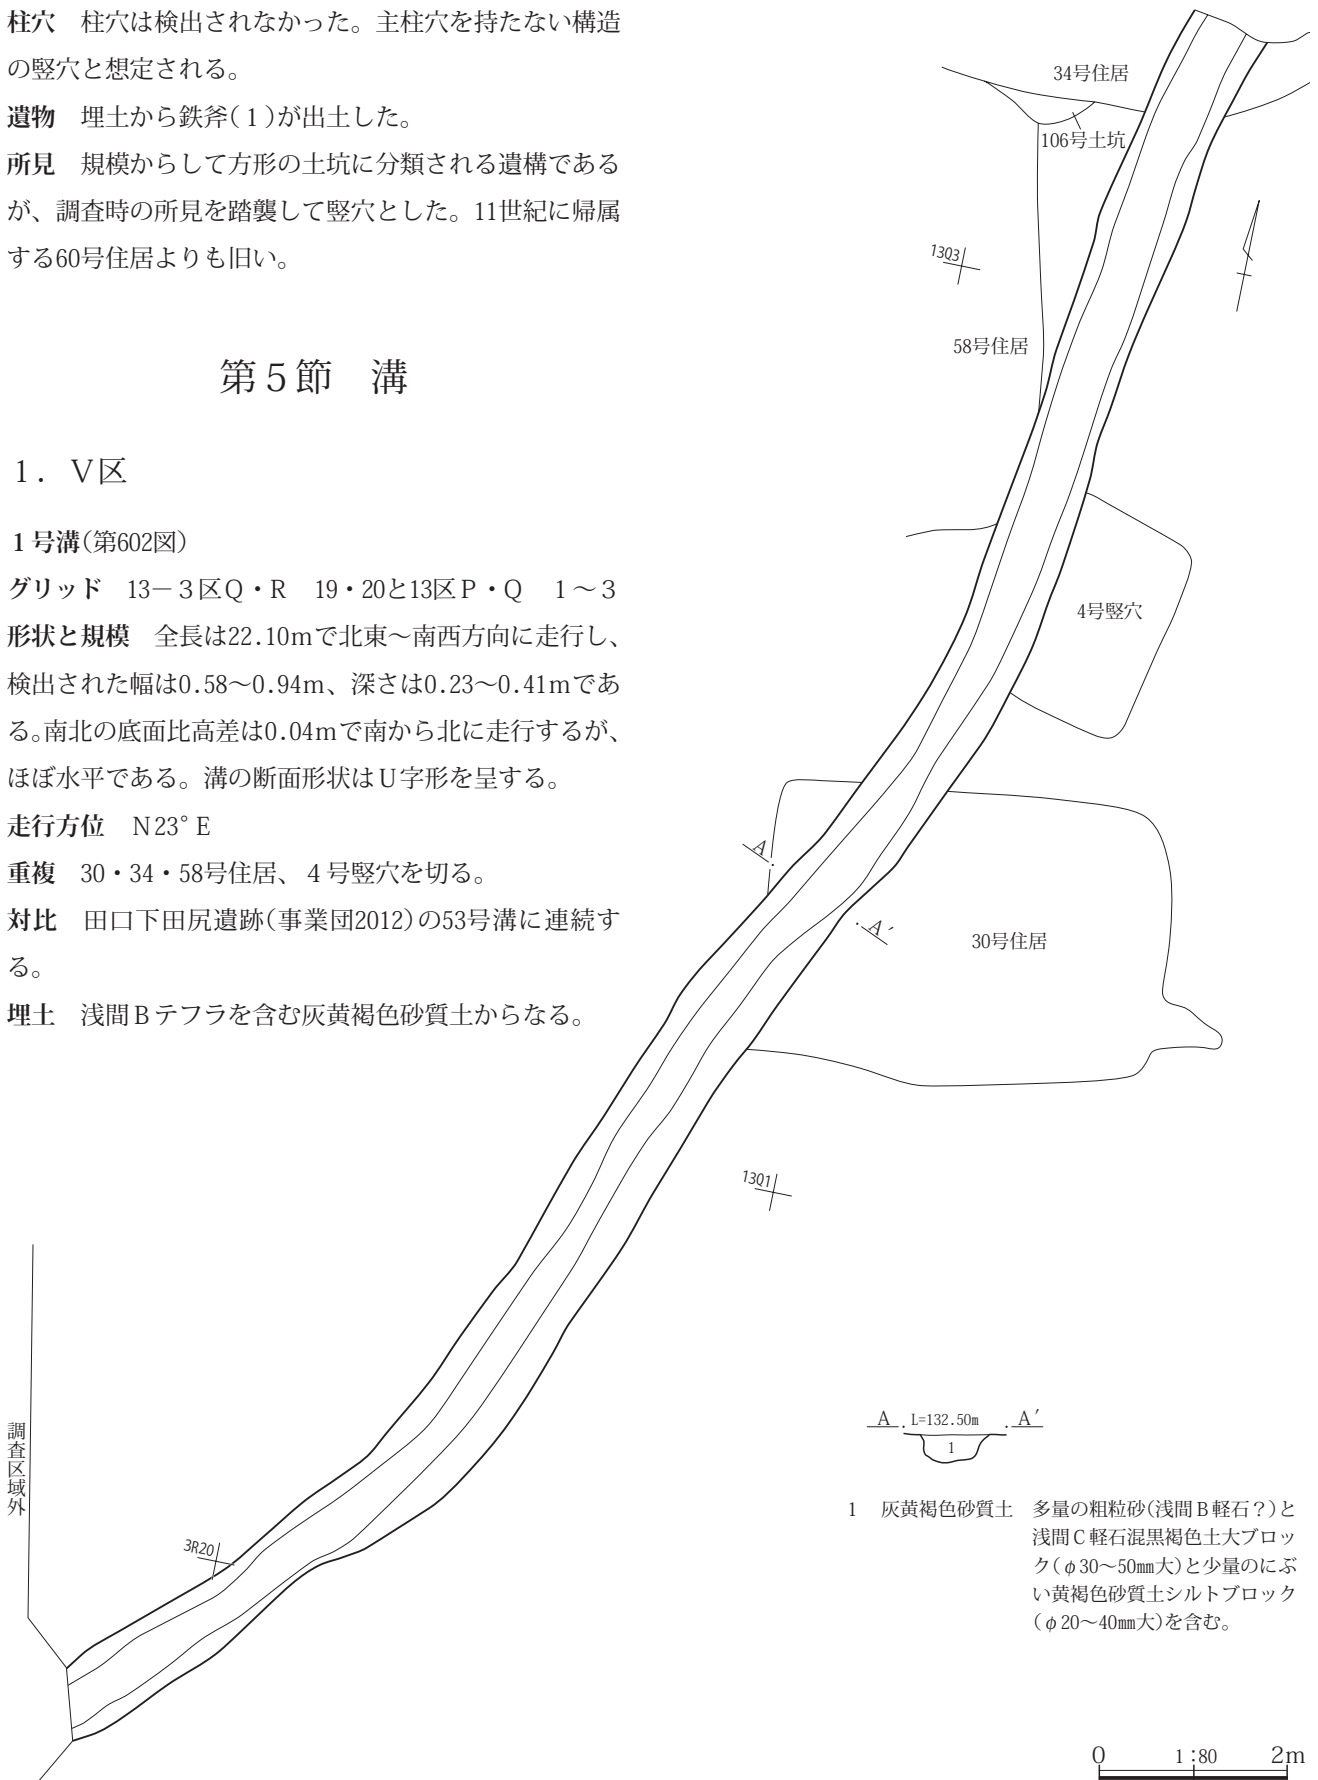 柱穴　柱穴は検出されなかった。主柱穴を持たない構造
の竪穴と想定される。
遺物　埋土から鉄斧(１)が出土した。
所見　規模からして方形の土坑に分類される遺構である
が、調査時の所見を踏襲して竪穴とした。11世紀に帰属
する60号住居よりも旧い。
第５節　溝
１．Ⅴ区
１号溝(第602図)
グリッド　13－３区Ｑ・Ｒ　19・20と13区Ｐ・Ｑ　１～３
形状と規模　全長は22.10ｍで北東～南西方向に走行し、
検出された幅は0.58～0.94ｍ、深さは0.23～0.41ｍであ
る。南北の底面比高差は0.04ｍで南から北に走行するが、
ほぼ水平である。溝の断面形状はＵ字形を呈する。
走行方位　Ｎ23°Ｅ
重複　30・34・58号住居、４号竪穴を切る。
対比　田口下田尻遺跡(事業団2012)の53号溝に連続す
る。
埋土　浅間Ｂテフラを含む灰黄褐色砂質土からなる。
34号住居
106号土坑
13Q3
58号住居
4号竪穴
A
A′
30号住居
13Q1
調査区域外
3R20
A　L=132.50m　A′
1
1　灰黄褐色砂質土　多量の粗粒砂(浅間Ｂ軽石？)と
浅間Ｃ軽石混黒褐色土大ブロッ
ク(φ30～50㎜大)と少量のにぶ
い黄褐色砂質土シルトブロック
(φ20～40㎜大)を含む。
0　1：80　2m